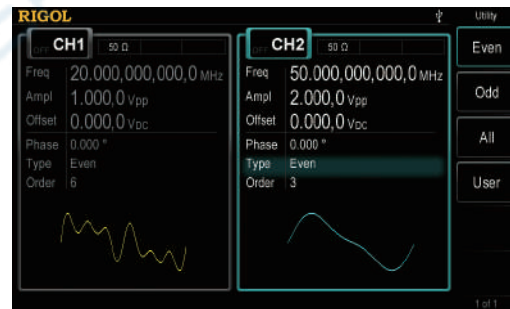 RIGOL
Utility
OFF CH1 50 Ω
Freq 20.000,000,000,0 MHz
Ampl 1.000,0 Vpp
Offset 0.000,0 VDC
Phase 0.000 °
Type Even
Order 6
OFF CH2 50 Ω
Freq 50.000,000,000,0 MHz
Ampl 2.000,0 Vpp
Offset 0.000,0 VDC
Phase 0.000 °
Type Even
Order 3
Even
Odd
All
User
1 of 1